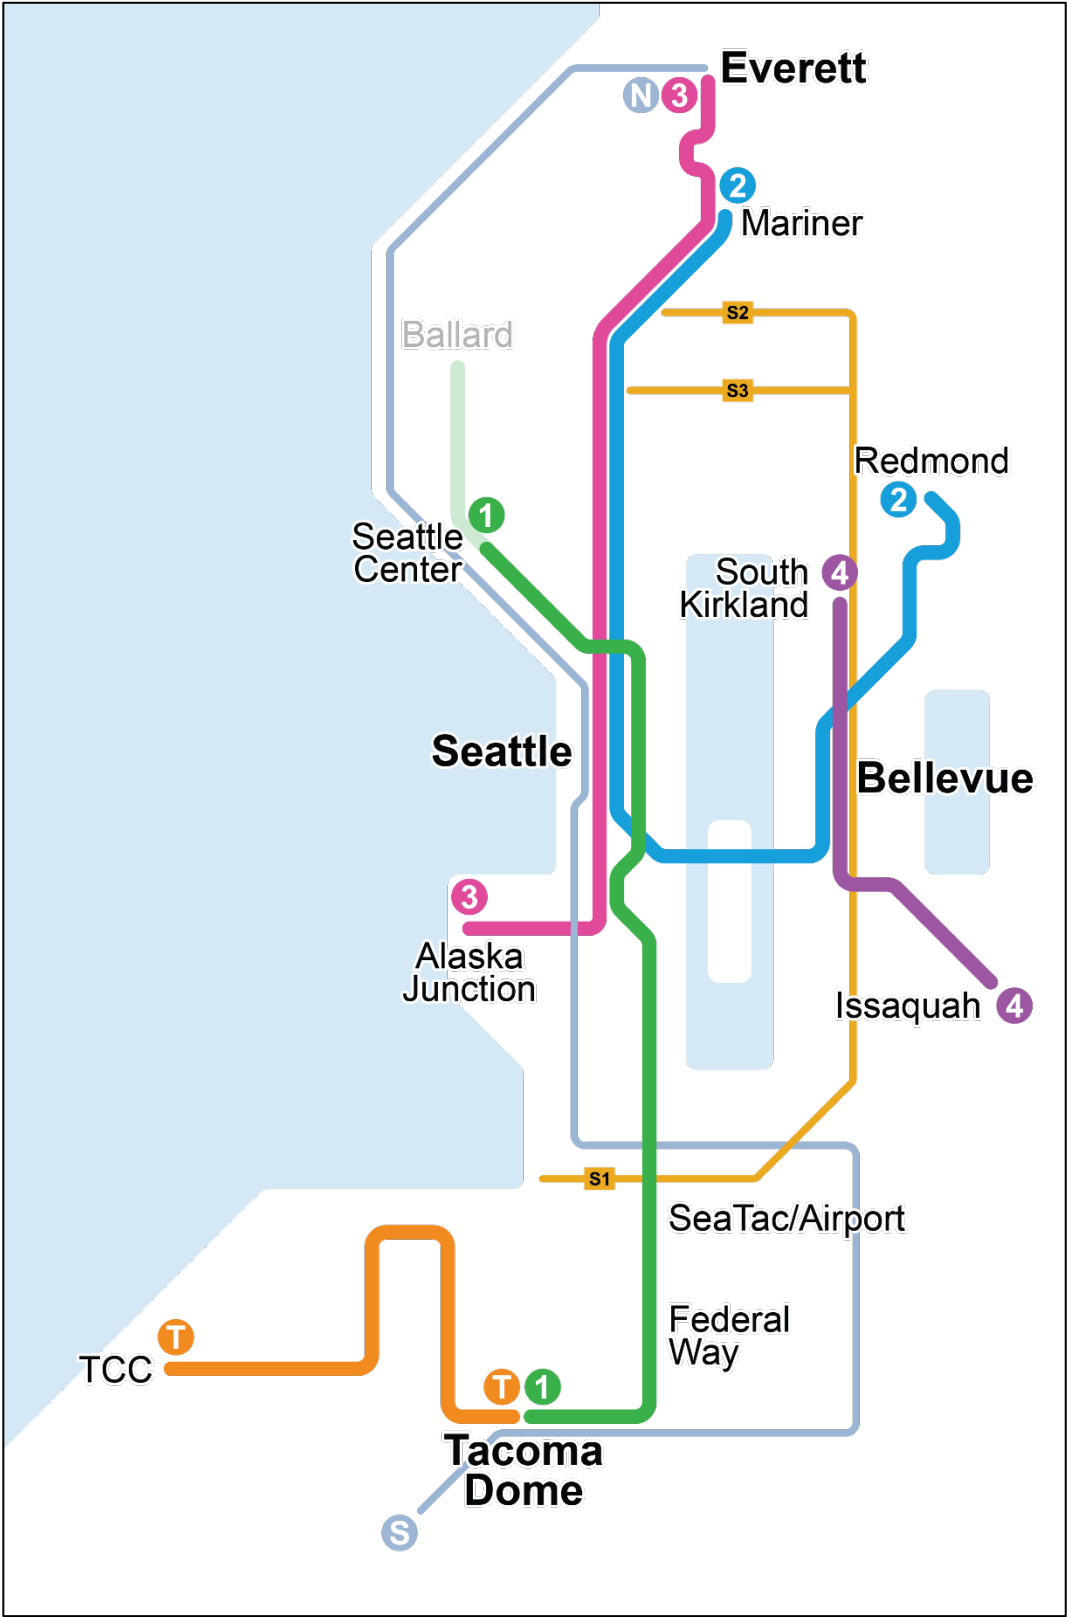 Everett
N 3
2
Mariner
S2
Ballard
S3
Redmond
2
1
Seattle
Center
South
Kirkland
4
Seattle
Bellevue
3
Alaska
Junction
Issaquah 4
S1
SeaTac/Airport
Federal
Way
T
TCC
T 1
Tacoma
Dome
S